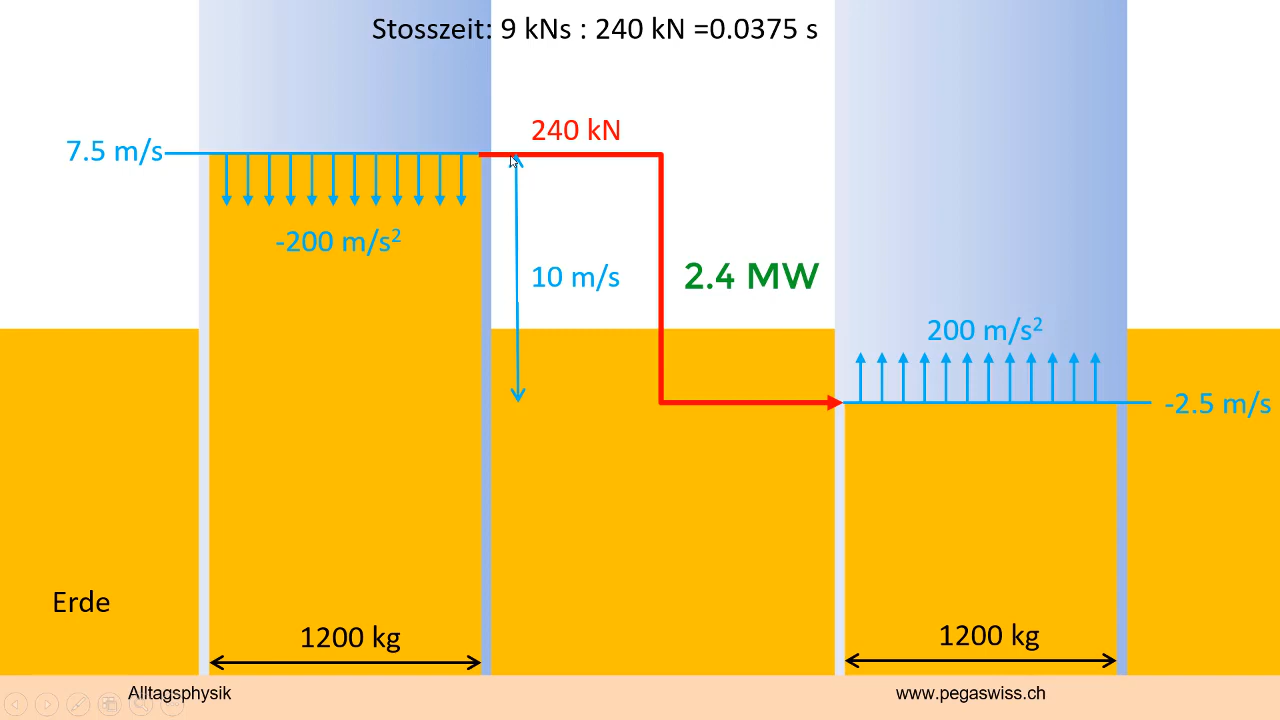 Stosszeit: 9 kNs : 240 kN =0.0375 s
240 kN
7.5 m/s
-200 m/s²
10 m/s
2.4 MW
200 m/s²
-2.5 m/s
Erde
1200 kg
1200 kg
Alltagsphysik
www.pegaswiss.ch